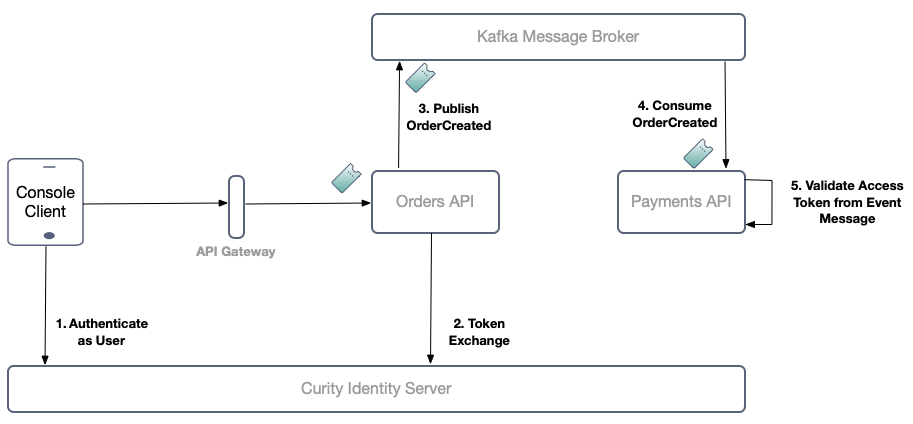 Kafka Message Broker
3. Publish
OrderCreated
4. Consume
OrderCreated
Console
Client
Orders API
Payments API
5. Validate Access
Token from Event
Message
API Gateway
1. Authenticate
as User
2. Token
Exchange
Curity Identity Server